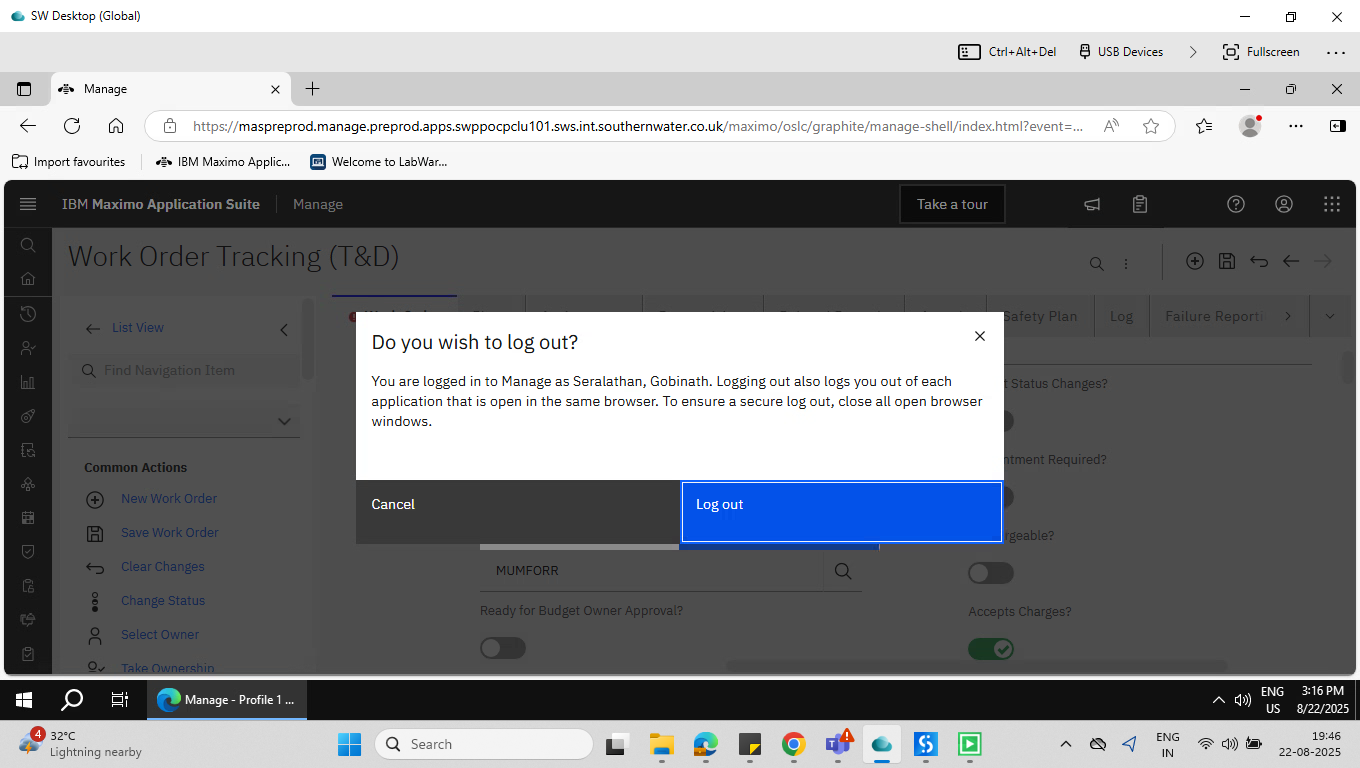 SW Desktop (Global)
Ctrl+Alt+Del
USB Devices
Fullscreen
Manage
https://maspreprod.manage.preprod.apps.swppocpclu101.sws.int.southernwater.co.uk/maximo/oslc/graphite/manage-shell/index.html?event=...
Import favourites
IBM Maximo Applic...
Welcome to LabWar...
IBM Maximo Application Suite
Manage
Take a tour
Work Order Tracking (T&D)
List View
Safety Plan
Log
Failure Reporti
Find Navigation Item
Do you wish to log out?
You are logged in to Manage as Seralathan, Gobinath. Logging out also logs you out of each
application that is open in the same browser. To ensure a secure log out, close all open browser
windows.
Status Changes?
Common Actions
New Work Order
Save Work Order
Clear Changes
Change Status
Select Owner
Take Ownership
Cancel
Log out
Required?
MUMFORR
Ready for Budget Owner Approval?
Accepts Charges?
Manage - Profile 1 ...
ENG
US
3:16 PM
8/22/2025
4
32°C
Lightning nearby
Search
ENG
IN
19:46
22-08-2025